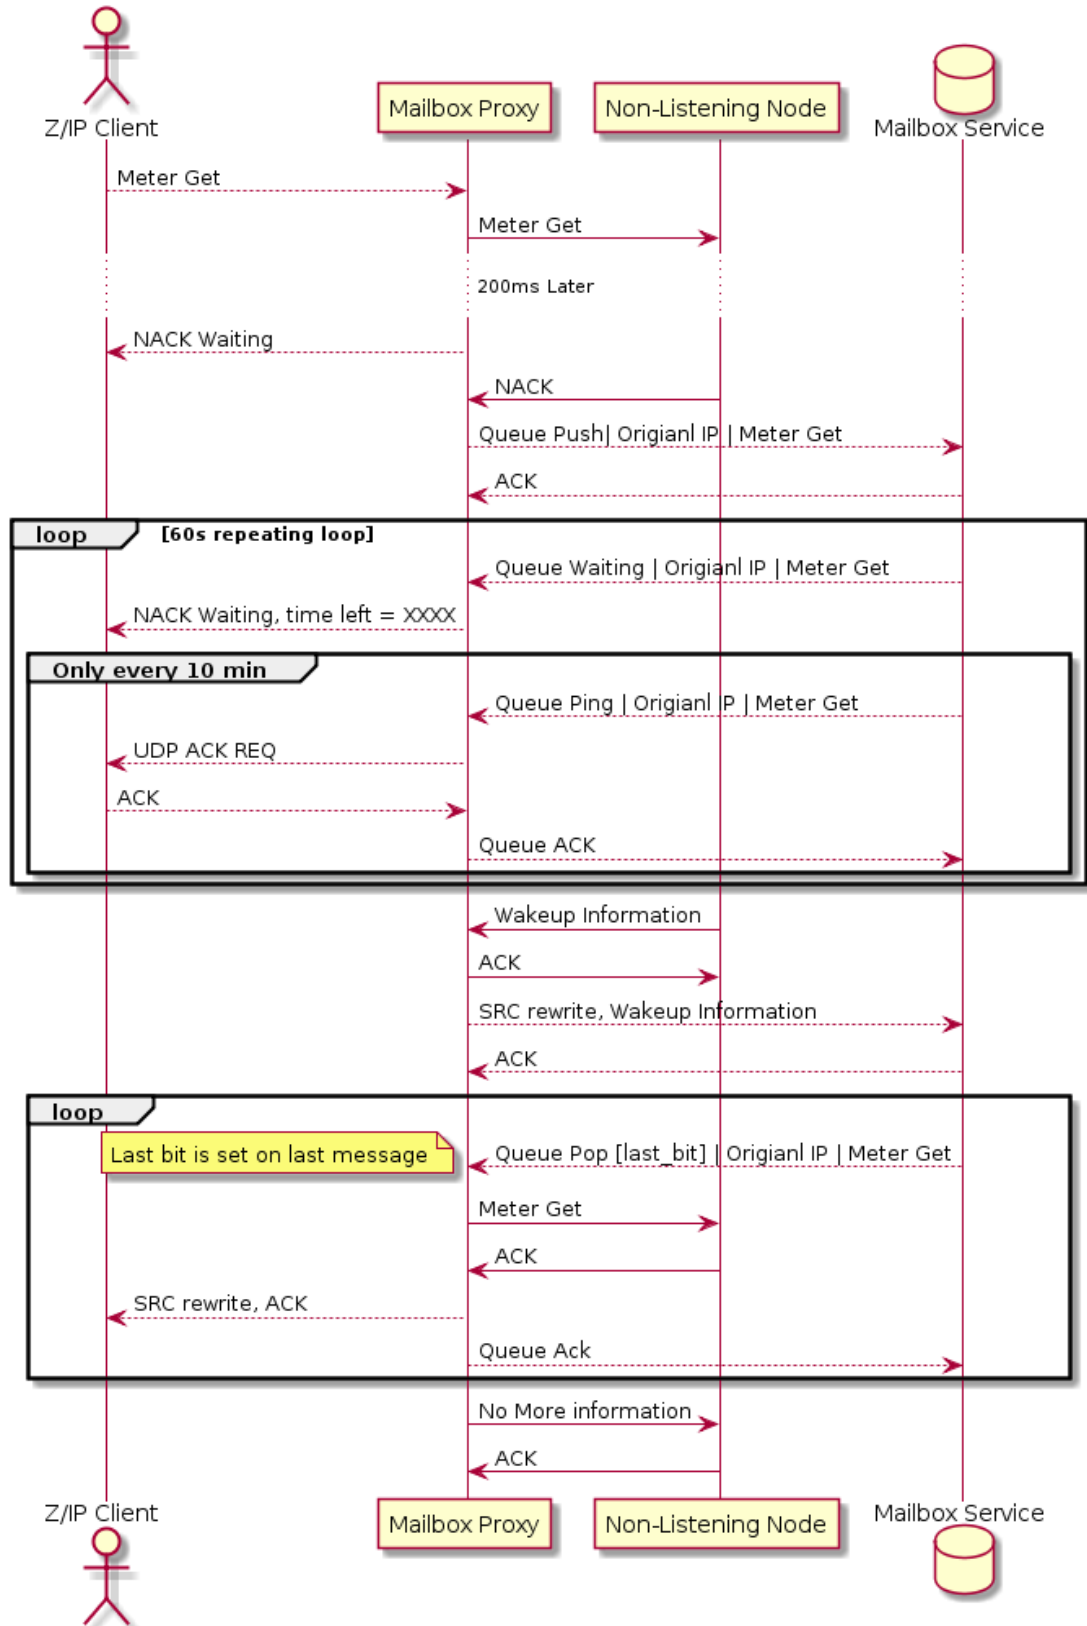 Z/IP Client
Mailbox Proxy
Non-Listening Node
Mailbox Service
Meter Get
Meter Get
200ms Later
NACK Waiting
NACK
Queue Push| Origianl IP | Meter Get
ACK
loop [60s repeating loop]
Queue Waiting | Origianl IP | Meter Get
NACK Waiting, time left = XXXX
Only every 10 min
Queue Ping | Origianl IP | Meter Get
UDP ACK REQ
ACK
Queue ACK
Wakeup Information
ACK
SRC rewrite, Wakeup Information
ACK
loop
Last bit is set on last message
Queue Pop [last_bit] | Origianl IP | Meter Get
Meter Get
ACK
SRC rewrite, ACK
Queue Ack
No More information
ACK
Z/IP Client
Mailbox Proxy
Non-Listening Node
Mailbox Service